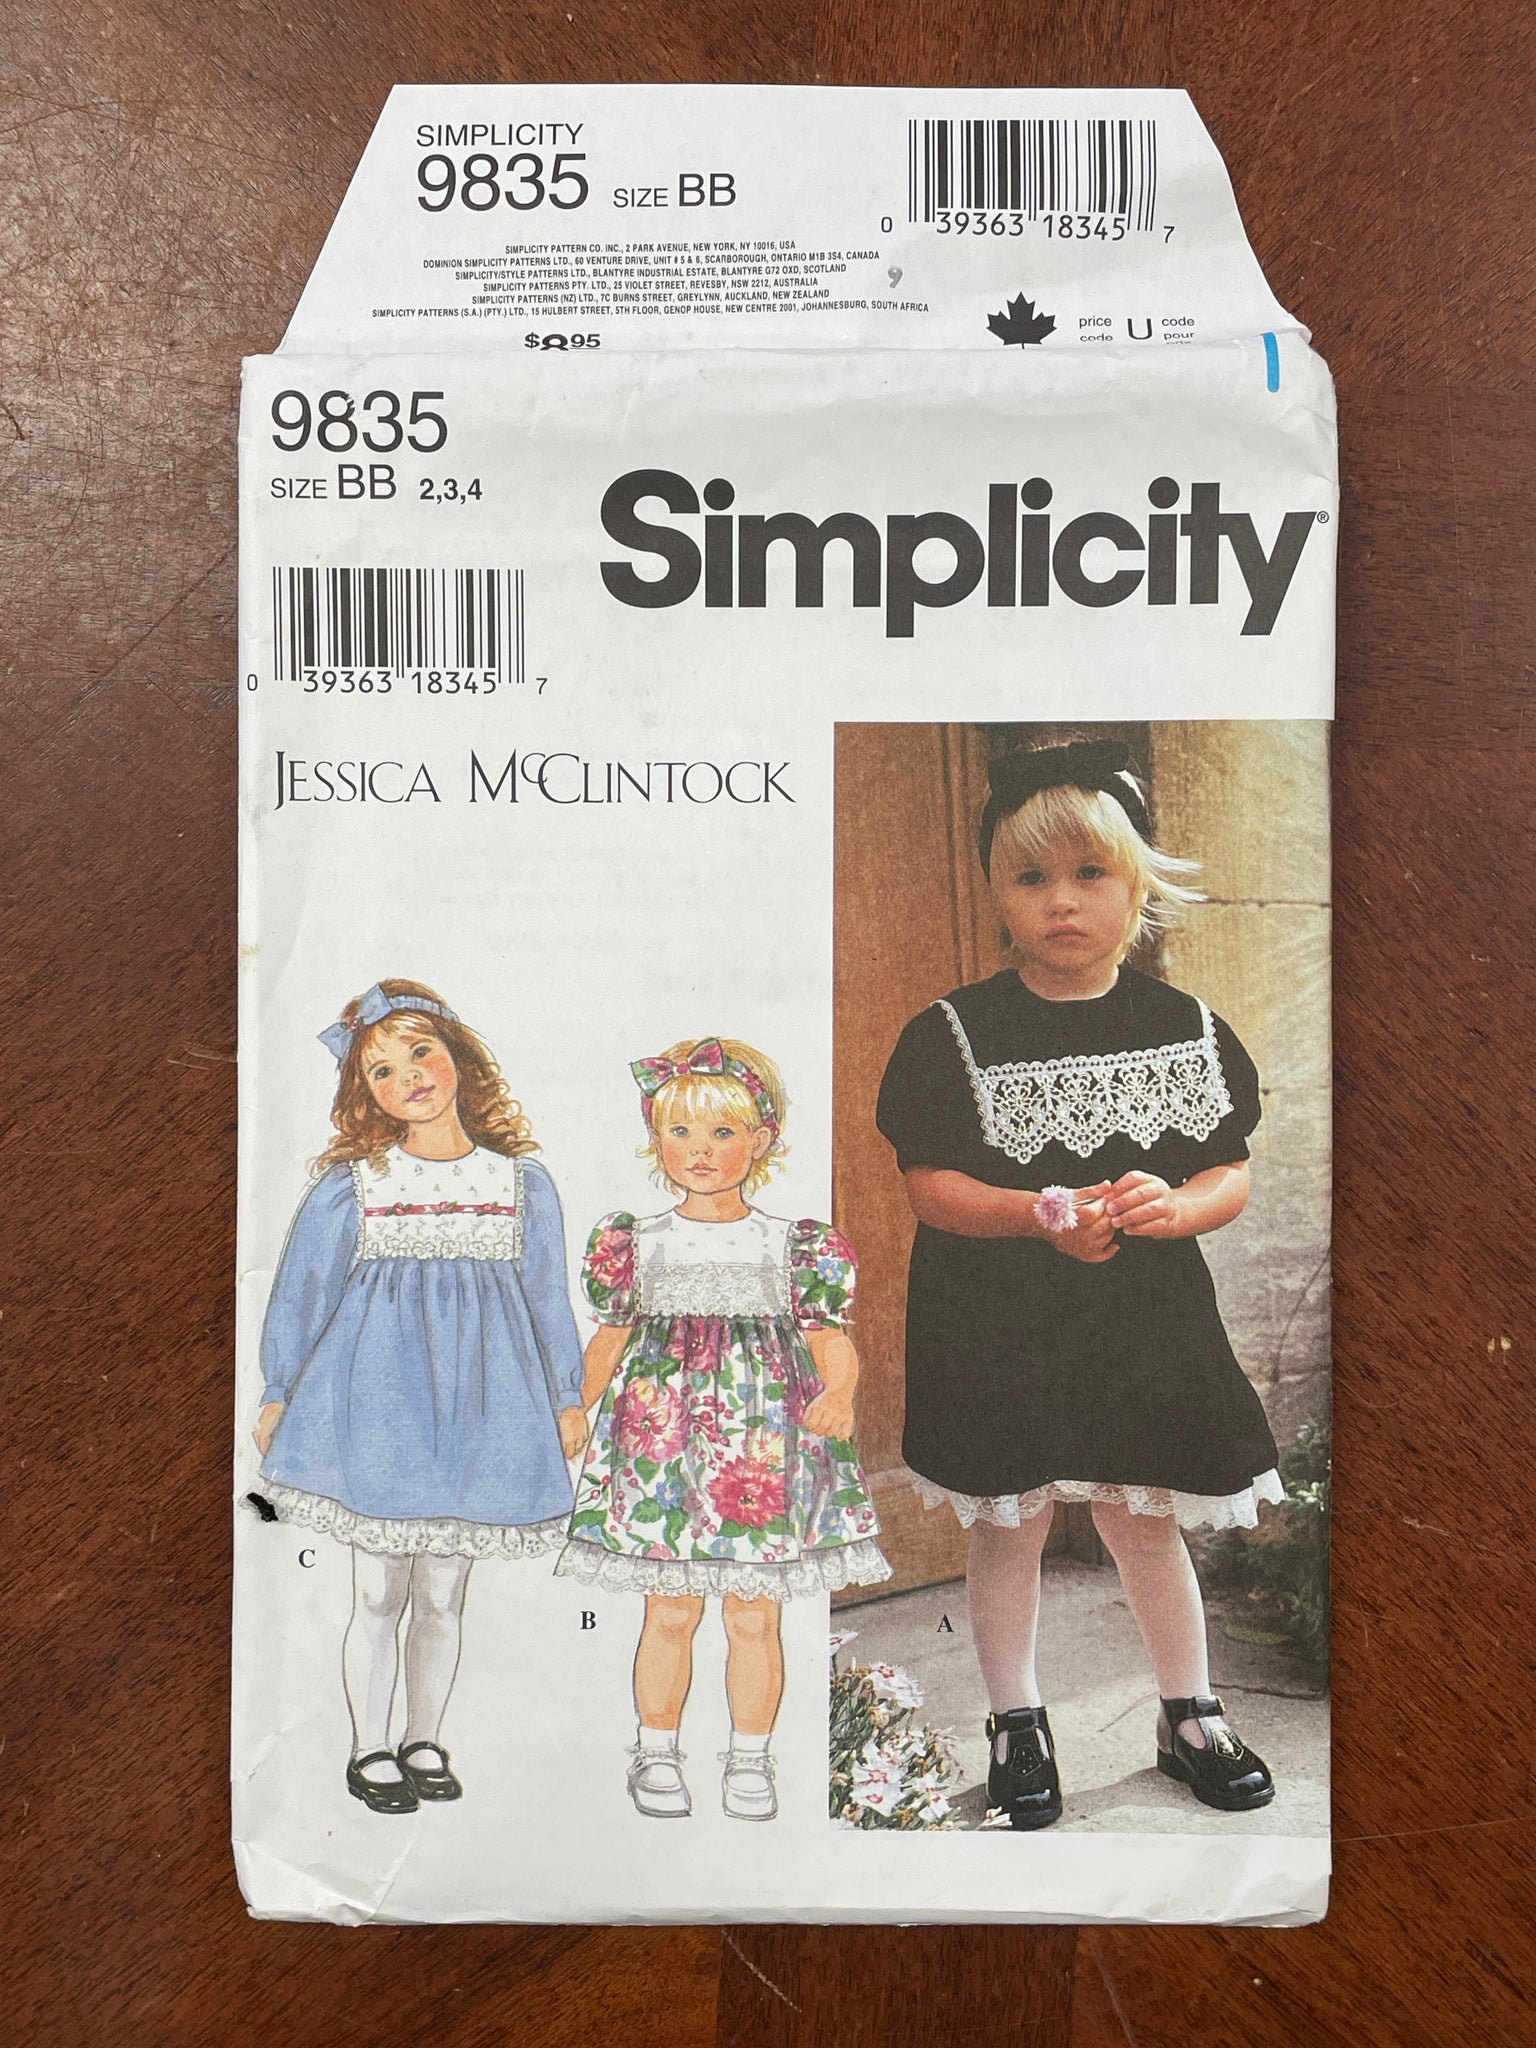 SIMPLICITY
9835 SIZE BB
0 39363 18345 7
SIMPLICITY PATTERN CO. INC., 2 PARK AVENUE, NEW YORK, NY 10016, USA
DOMINION SIMPLICITY PATTERNS LTD., 60 VENTURE DRIVE, UNIT # 5 & 6, SCARBOROUGH, ONTARIO M1B 3S4, CANADA
SIMPLICITY/STYLE PATTERNS LTD., BLANTYRE INDUSTRIAL ESTATE, BLANTYRE G72 OXD, SCOTLAND
SIMPLICITY PATTERNS PTY. LTD., 25 VIOLET STREET, REVESBY, NSW 2212, AUSTRALIA
SIMPLICITY PATTERNS (NZ) LTD., 7C BURNS STREET, GREYLYNN, AUCKLAND, NEW ZEALAND
SIMPLICITY PATTERNS (S.A.) (PTY.) LTD., 15 HULBERT STREET, 5TH FLOOR, GENOP HOUSE, NEW CENTRE 2001, JOHANNESBURG, SOUTH AFRICA
9
$8.95
price code U code pour
9835
SIZE BB 2,3,4
Simplicity®
0 39363 18345 7
JESSICA McCLINTOCK
C
B
A